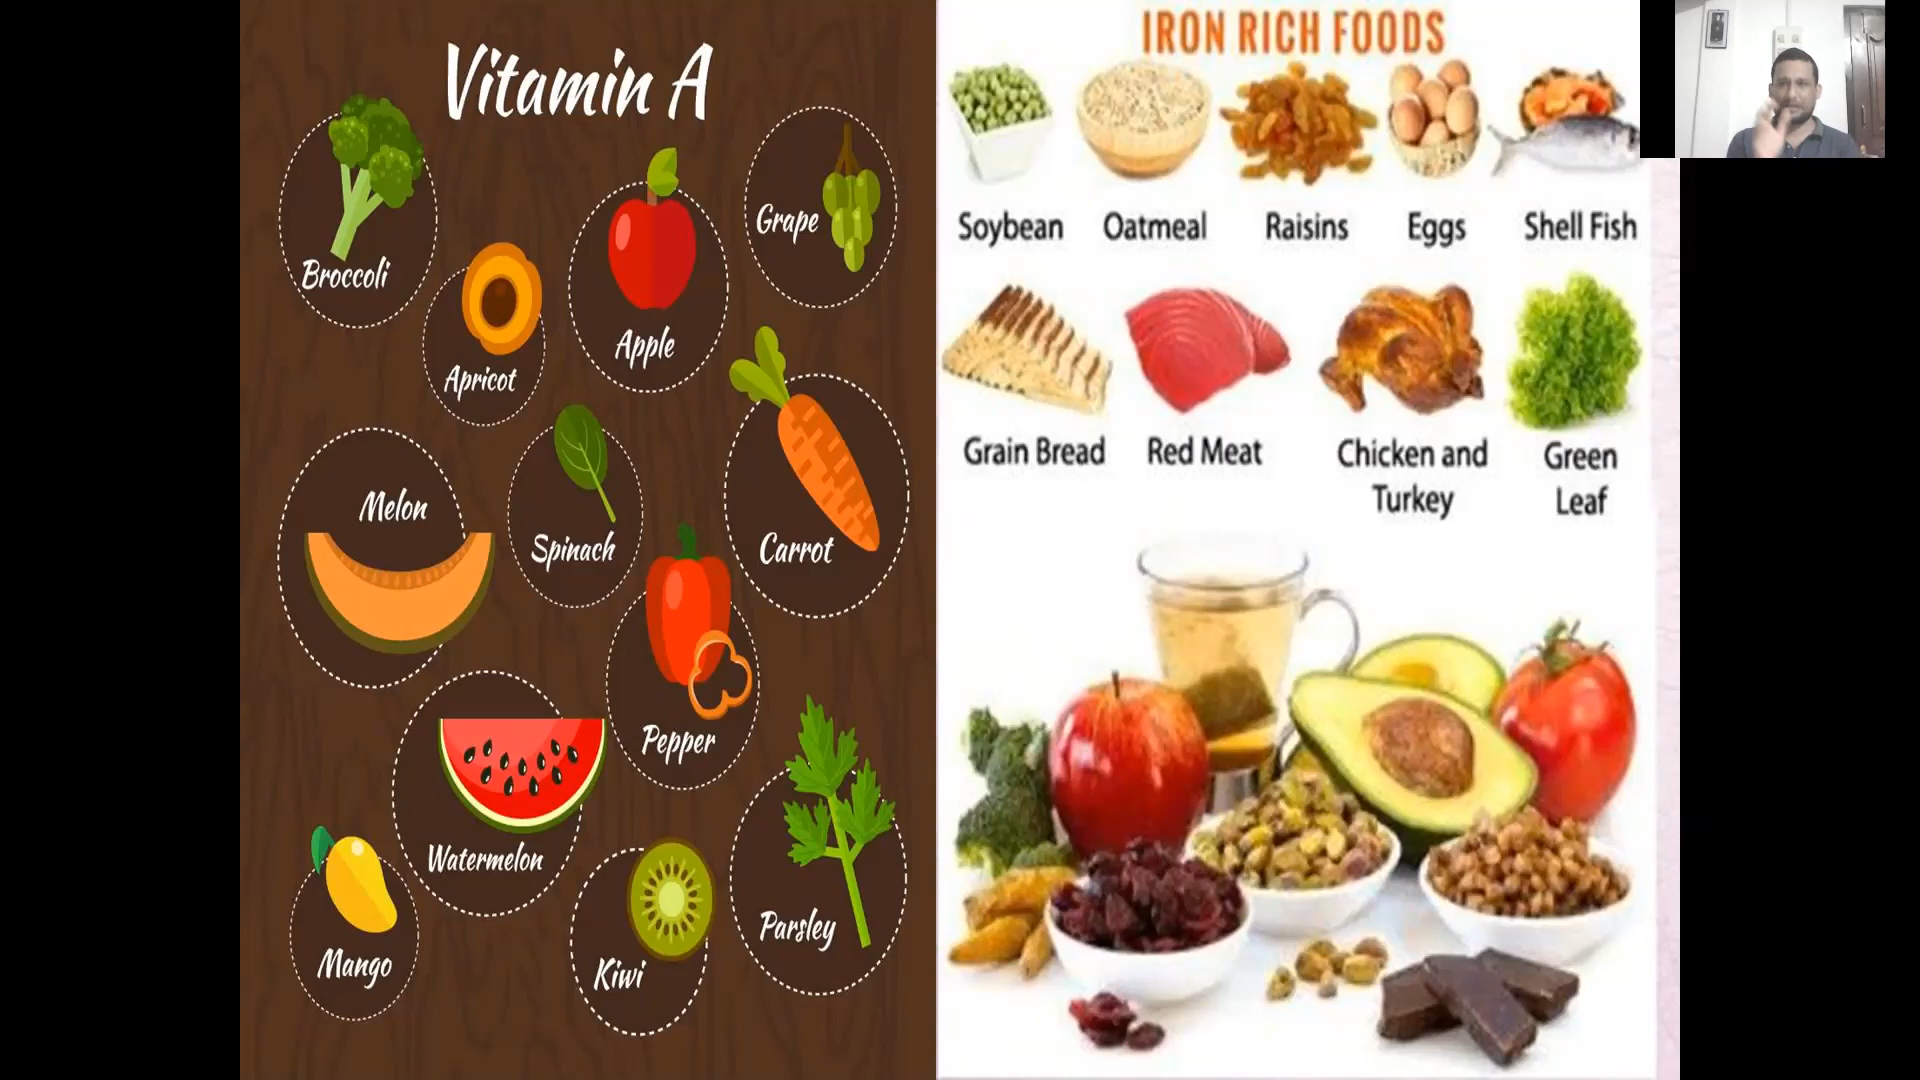 Vitamin A
Broccoli
Apricot
Apple
Grape
Melon
Spinach
Carrot
Pepper
Watermelon
Mango
Kiwi
Parsley
IRON RICH FOODS
Soybean
Oatmeal
Raisins
Eggs
Shell Fish
Grain Bread
Red Meat
Chicken and
Turkey
Green
Leaf